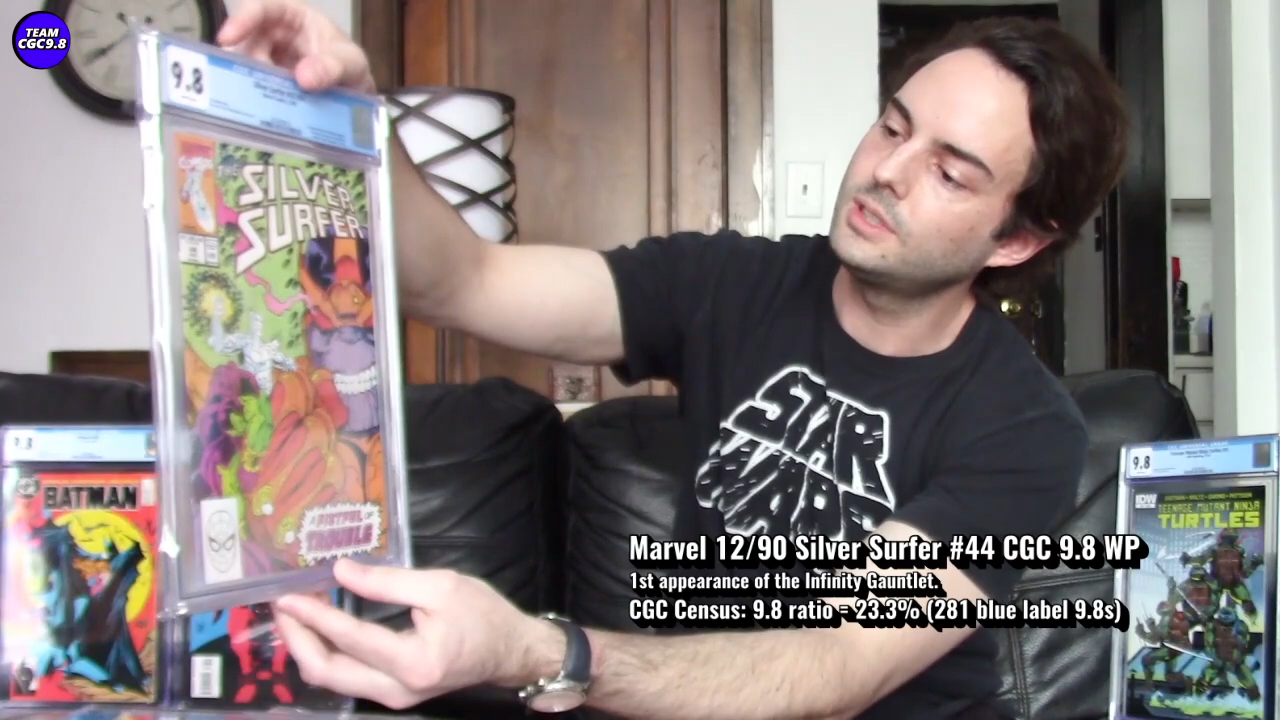 TEAM
CGC9.8
9.8
THE
SILVER
SURFER
FISTFUL
TROUBLE
9.8
BATMAN
STAR
WARS
Marvel 12/90 Silver Surfer #44 CGC 9.8 WP
1st appearance of the Infinity Gauntlet.
CGC Census: 9.8 ratio = 23.3% (281 blue label 9.8s)
9.8
IDW
TEENAGE MUTANT NINJA
TURTLES